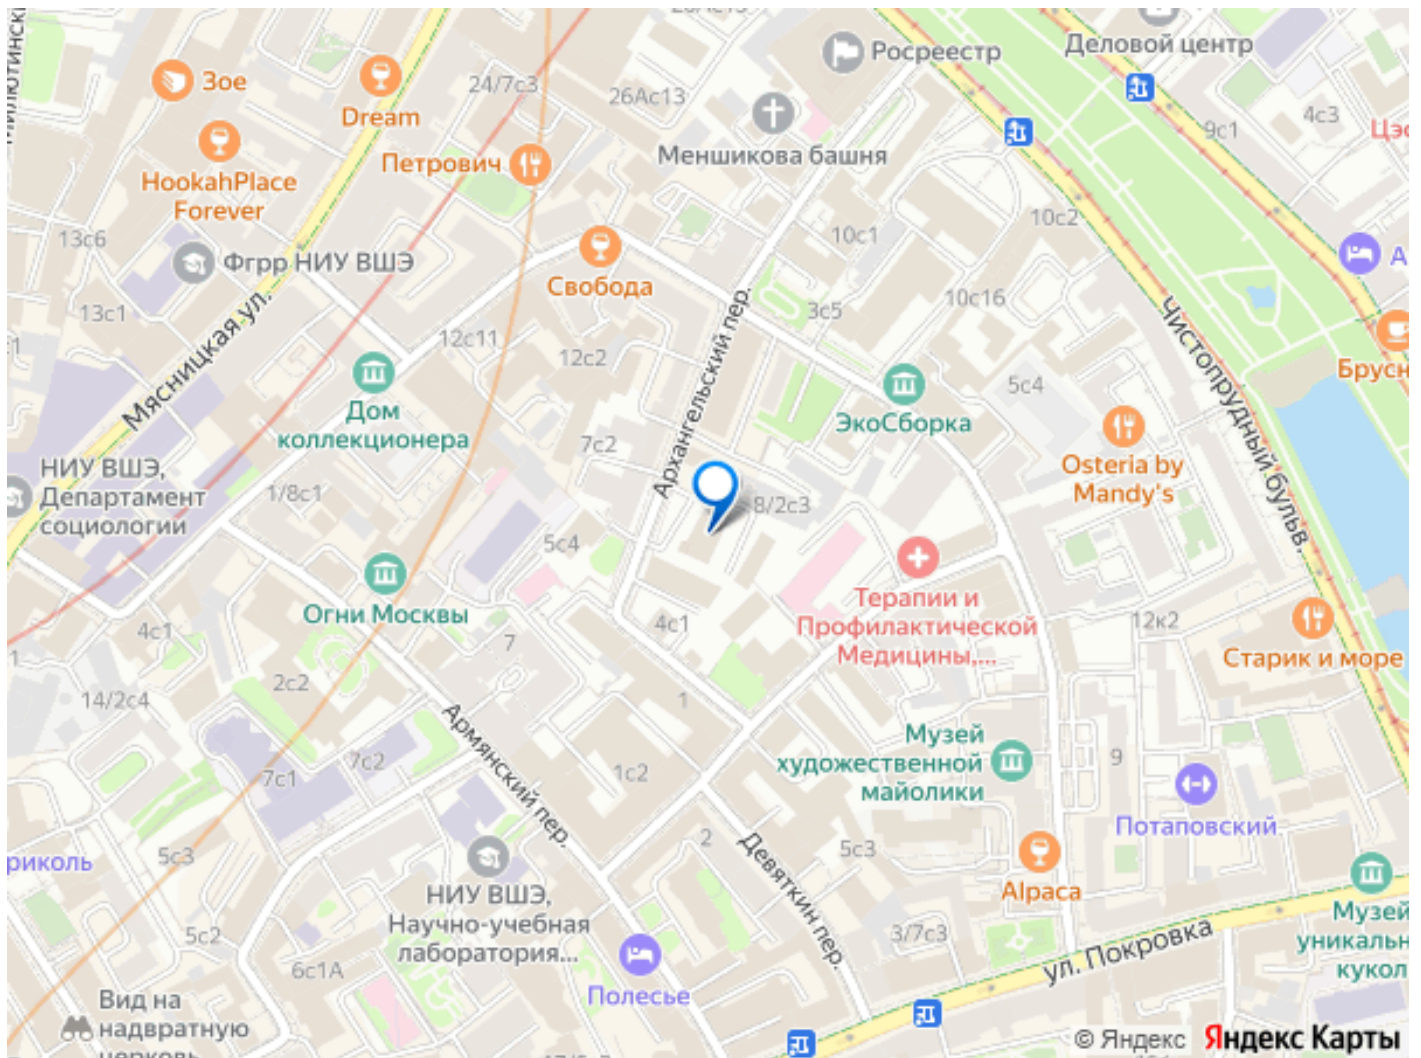 Зое
Dream
24/7с3
26Ас13
Росреестр
Деловой центр
4с3
9с1
Петрович
Меншикова башня
HookahPlace
Forever
13с6
Фгрр НИУ ВШЭ
Свобода
10с1
10с2
10с16
3с5
13с1
12с11
12с2
Мясницкая ул.
Архангельский пер.
Чистопрудный бульв.
Дом
коллекционера
ЭкоСборка
5с4
Osteria by
Mandy's
7с2
НИУ ВШЭ,
Департамент
социологии
1/8с1
8/2с3
5с4
Огни Москвы
Терапии и
Профилактической
Медицины,...
4с1
7
4с1
12к2
Старик и море
2с2
14/2с4
1
Армянский пер.
7с1
7с2
1с2
Музей
художественной
майолики
9
Потаповский
2
5с3
5с3
Девяткин пер.
Alpaca
НИУ ВШЭ,
Научно-учебная
лаборатория...
5с2
6с1А
3/7с3
ул. Покровка
Полесье
Вид на
надвратную
© Яндекс
Яндекс Карты